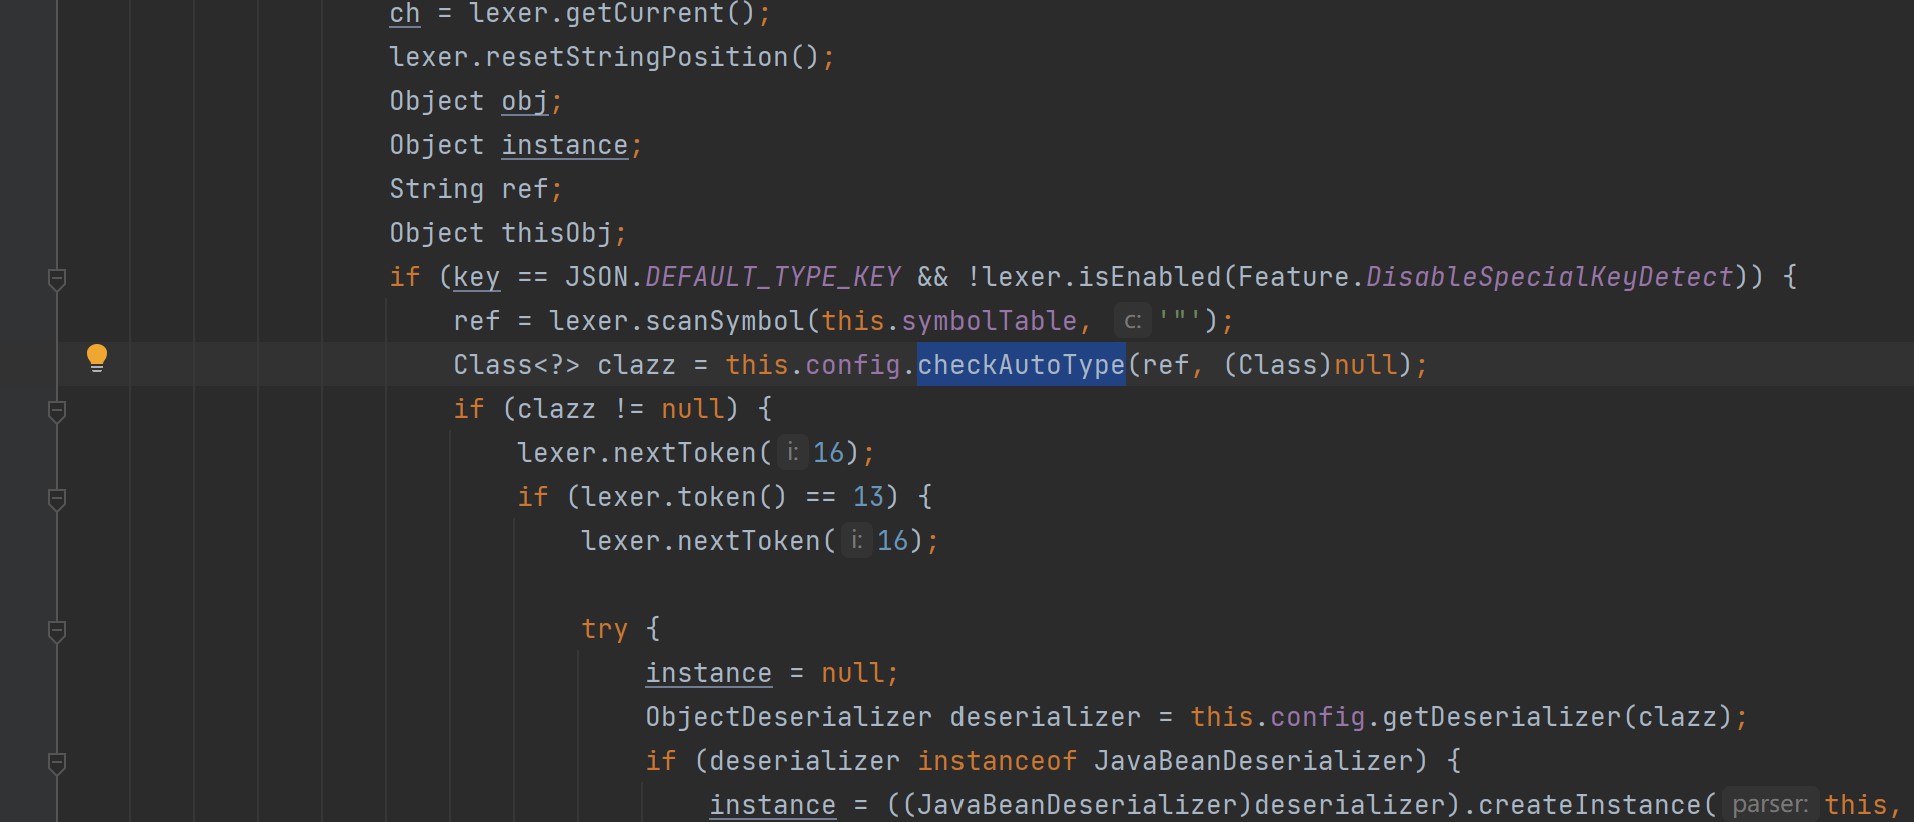 ch = lexer.getCurrent();
lexer.resetStringPosition();
Object obj;
Object instance;
String ref;
Object thisObj;
if (key == JSON.DEFAULT_TYPE_KEY && !lexer.isEnabled(Feature.DisableSpecialKeyDetect)) {
ref = lexer.scanSymbol(this.symbolTable, c: '"');
Class<?> clazz = this.config.checkAutoType(ref, (Class)null);
if (clazz != null) {
lexer.nextToken( i: 16);
if (lexer.token() == 13) {
lexer.nextToken( i: 16);
try {
instance = null;
ObjectDeserializer deserializer = this.config.getDeserializer(clazz);
if (deserializer instanceof JavaBeanDeserializer) {
instance = ((JavaBeanDeserializer)deserializer).createInstance( parser: this,